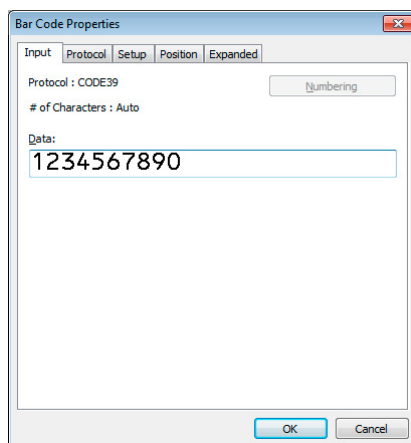 Bar Code Properties
Input Protocol Setup Position Expanded
Protocol : CODE39 Numbering
# of Characters : Auto
Data:
1234567890
OK Cancel